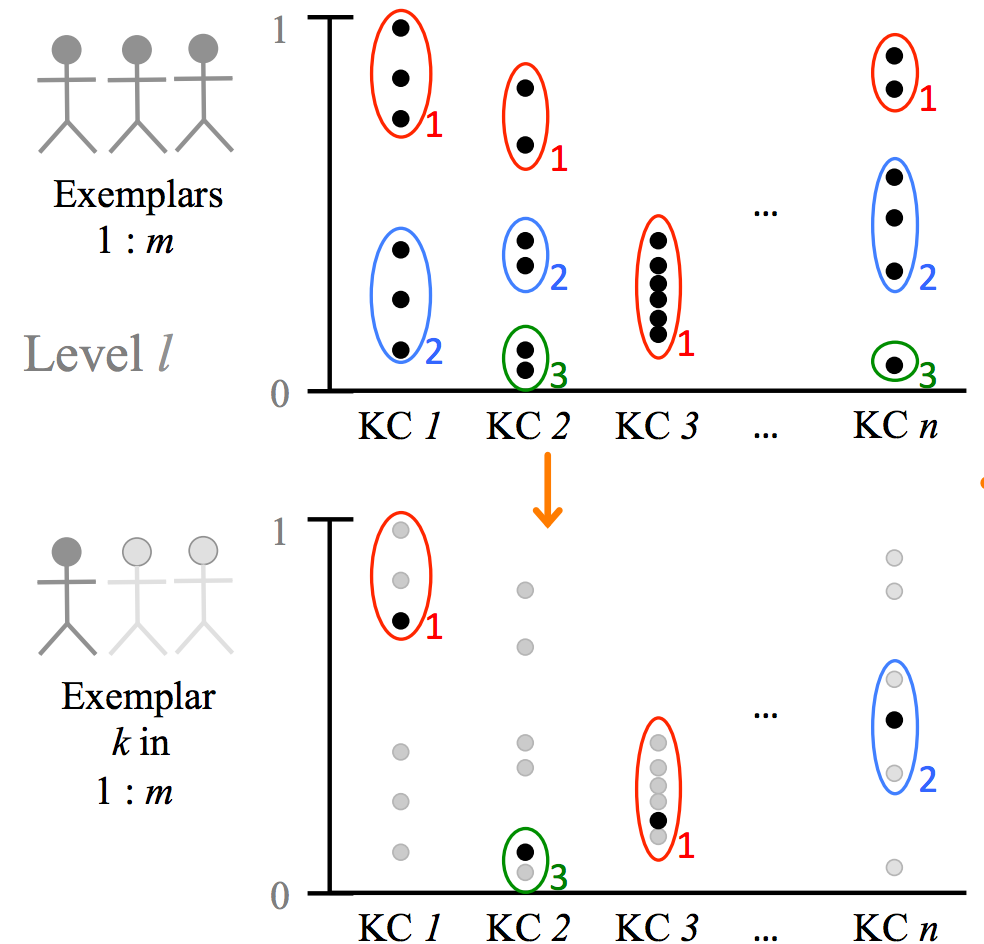 1
Exemplars
1 : m
Level l
0
1
2
1
2
3
1
...
1
2
3
KC 1
KC 2
KC 3
...
KC n
1
Exemplar
k in
1 : m
0
1
3
1
...
2
KC 1
KC 2
KC 3
...
KC n